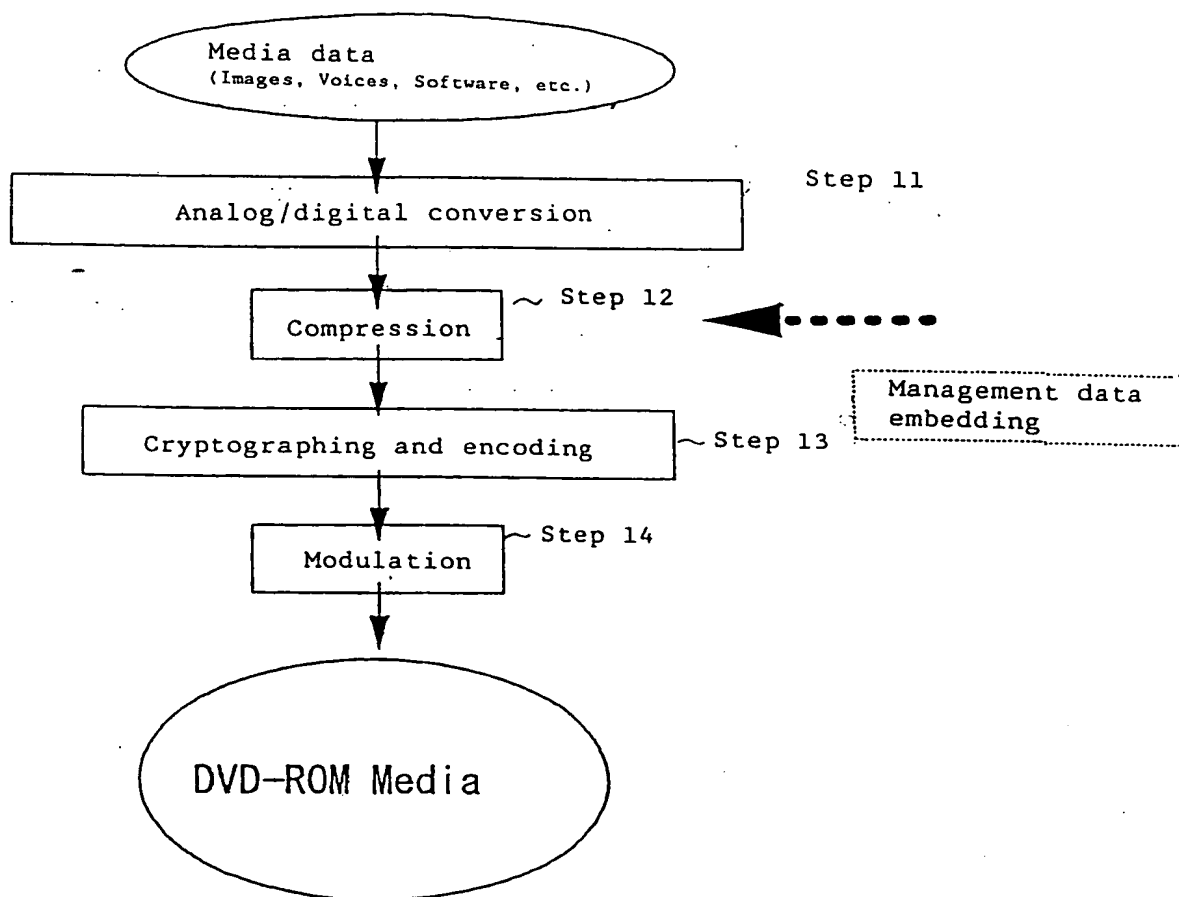 Media data
(Images, Voices, Software, etc.)
Step 11
Analog/digital conversion
Step 12
Compression
Management data
embedding
Cryptographing and encoding
Step 13
Modulation
Step 14
DVD-ROM Media